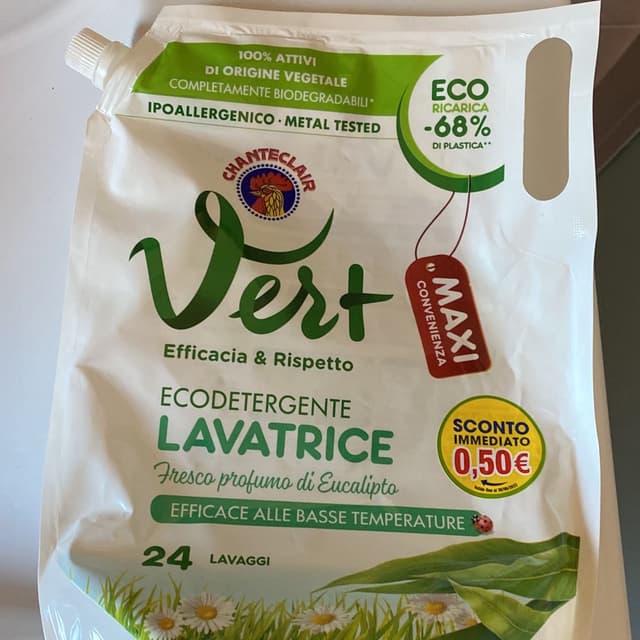 100% ATTIVI
DI ORIGINE VEGETALE
COMPLETAMENTE BIODEGRADABILI*
IPOALLERGENICO · METAL TESTED
ECO
RICARICA
-68%
DI PLASTICA**
CHANTECLAIR
Vert
Efficacia & Rispetto
MAXI
CONVENIENZA
ECODETERGENTE
LAVATRICE
Fresco profumo di Eucalipto
EFFICACE ALLE BASSE TEMPERATURE
SCONTO
IMMEDIATO
0,50€
24 LAVAGGI